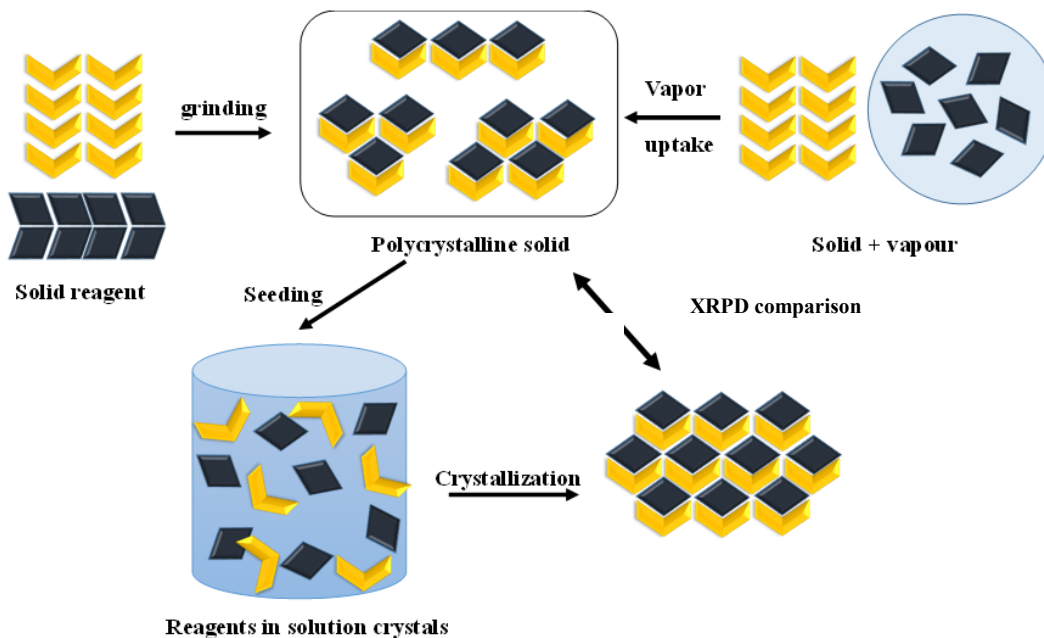 grinding
Vapor
uptake
Polycrystalline solid
Solid + vapour
Solid reagent
Seeding
XRPD comparison
Crystallization
Reagents in solution crystals